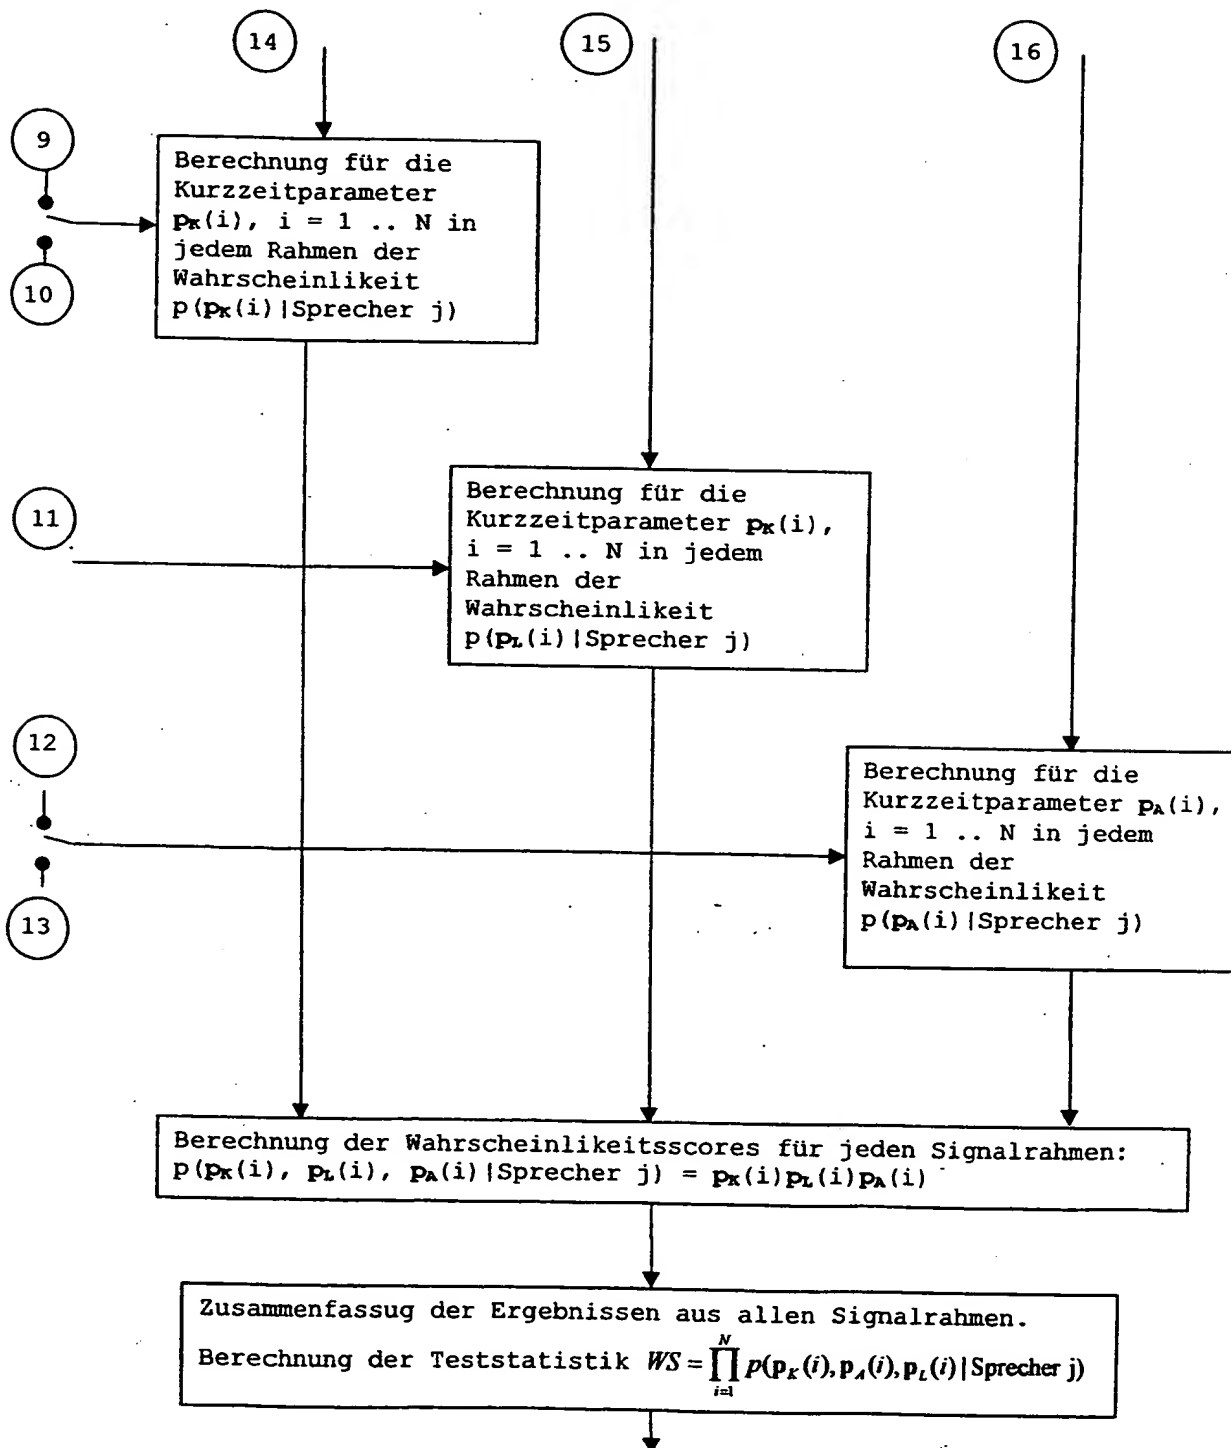 14
15
16
9
Berechnung für die
Kurzzeitparameter
pK(i), i = 1 .. N in
jedem Rahmen der
Wahrscheinlikeit
p(pK(i)|Sprecher j)
10
11
Berechnung für die
Kurzzeitparameter pK(i),
i = 1 .. N in jedem
Rahmen der
Wahrscheinlikeit
p(pL(i)|Sprecher j)
12
Berechnung für die
Kurzzeitparameter pA(i),
i = 1 .. N in jedem
Rahmen der
Wahrscheinlikeit
p(pA(i)|Sprecher j)
13
Berechnung der Wahrscheinlikeitsscores für jeden Signalrahmen:
p(pK(i), pL(i), pA(i)|Sprecher j) = pK(i)pL(i)pA(i)
Zusammenfassug der Ergebnissen aus allen Signalrahmen.
Berechnung der Teststatistik WS = ∏_{i=1}^{N} p(pK(i),pA(i),pL(i)|Sprecher j)